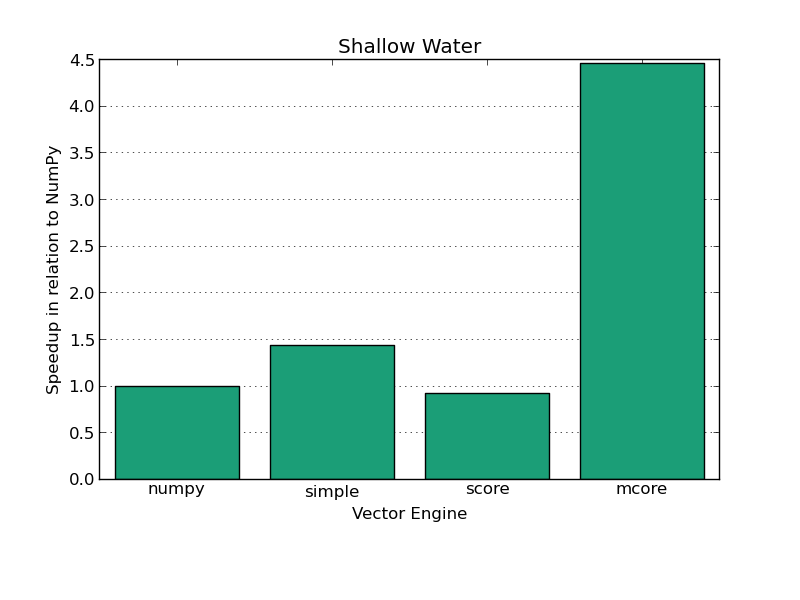 Shallow Water
4.5
4.0
3.5
3.0
2.5
2.0
1.5
1.0
0.5
0.0
Speedup in relation to NumPy
numpy simple score mcore
Vector Engine